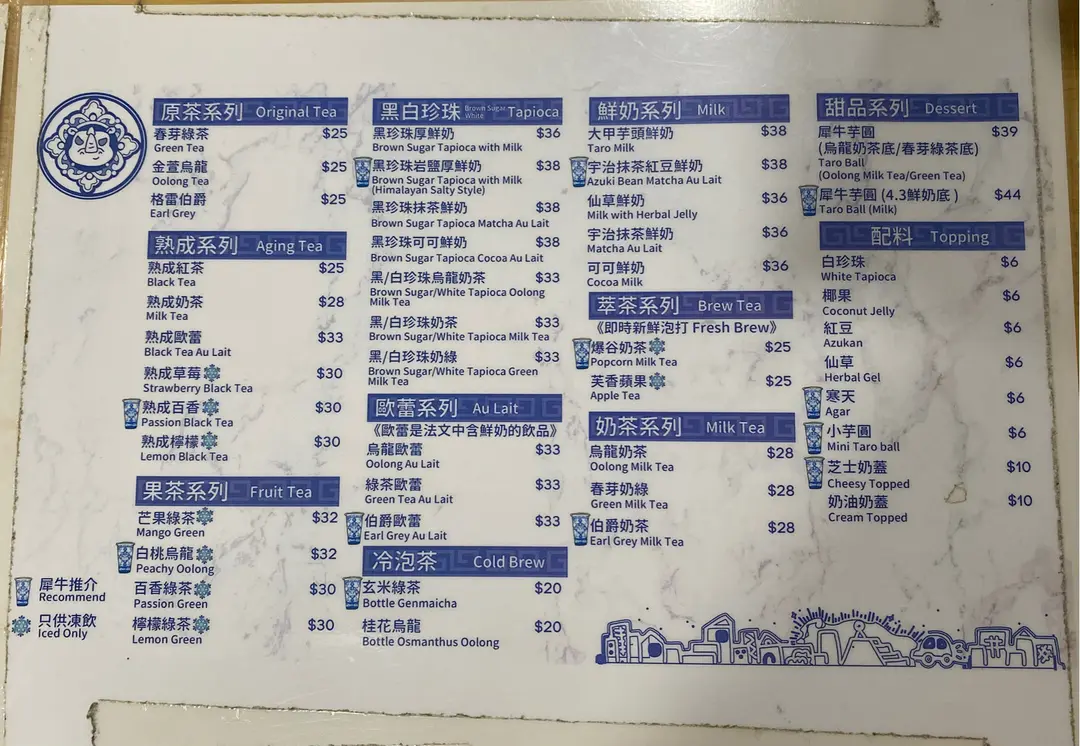 原茶系列 Original Tea
春芽綠茶 $25
Green Tea
金萱烏龍 $25
Oolong Tea
格雷伯爵 $25
Earl Grey
熟成系列 Aging Tea
熟成紅茶 $25
Black Tea
熟成奶茶 $28
Milk Tea
熟成歐蕾 $33
Black Tea Au Lait
熟成草莓 $30
Strawberry Black Tea
熟成百香 $30
Passion Black Tea
熟成檸檬 $30
Lemon Black Tea
果茶系列 Fruit Tea
芒果綠茶 $32
Mango Green
白桃烏龍 $32
Peachy Oolong
百香綠茶 $30
Passion Green
檸檬綠茶 $30
Lemon Green
犀牛推介
Recommend
只供凍飲
Iced Only
黑白珍珠 Brown Sugar White Tapioca
黑珍珠厚鮮奶 $36
Brown Sugar Tapioca with Milk
黑珍珠岩鹽厚鮮奶 $38
Brown Sugar Tapioca with Milk
(Himalayan Salty Style)
黑珍珠抹茶鮮奶 $38
Brown Sugar Tapioca Matcha Au Lait
黑珍珠可可鮮奶 $38
Brown Sugar Tapioca Cocoa Au Lait
黑/白珍珠烏龍奶茶 $33
Brown Sugar/White Tapioca Oolong
Milk Tea
黑/白珍珠奶茶 $33
Brown Sugar/White Tapioca Milk Tea
黑/白珍珠奶綠 $33
Brown Sugar/White Tapioca Green
Milk Tea
歐蕾系列 Au Lait
《歐蕾是法文中含鮮奶的飲品》
烏龍歐蕾 $33
Oolong Au Lait
綠茶歐蕾 $33
Green Tea Au Lait
伯爵歐蕾 $33
Earl Grey Au Lait
冷泡茶 Cold Brew
玄米綠茶 $20
Bottle Genmaicha
桂花烏龍 $20
Bottle Osmanthus Oolong
鮮奶系列 Milk
大甲芋頭鮮奶 $38
Taro Milk
宇治抹茶紅豆鮮奶 $38
Azuki Bean Matcha Au Lait
仙草鮮奶 $36
Milk with Herbal Jelly
宇治抹茶鮮奶 $36
Matcha Au Lait
可可鮮奶 $36
Cocoa Milk
萃茶系列 Brew Tea
《即時新鮮泡打 Fresh Brew》
爆谷奶茶 $25
Popcorn Milk Tea
芙香蘋果 $25
Apple Tea
奶茶系列 Milk Tea
烏龍奶茶 $28
Oolong Milk Tea
春芽奶綠 $28
Green Milk Tea
伯爵奶茶 $28
Earl Grey Milk Tea
甜品系列 Dessert
犀牛芋圓 $39
(烏龍奶茶底/春芽綠茶底)
Taro Ball
(Oolong Milk Tea/Green Tea)
犀牛芋圓 (4.3鮮奶底) $44
Taro Ball (Milk)
配料 Topping
白珍珠 $6
White Tapioca
椰果 $6
Coconut Jelly
紅豆 $6
Azukan
仙草 $6
Herbal Gel
寒天 $6
Agar
小芋圓 $6
Mini Taro ball
芝士奶蓋 $10
Cheesy Topped
奶油奶蓋 $10
Cream Topped